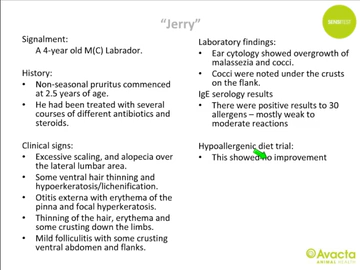 "Jerry"
Signalment:
A 4-year old M(C) Labrador.
History:
• Non-seasonal pruritus commenced
at 2.5 years of age.
• He had been treated with several
courses of different antibiotics and
steroids.
Clinical signs:
• Excessive scaling, and alopecia over
the lateral lumbar area.
• Some ventral hair thinning and
hypoerkeratosis/lichenification.
• Otitis externa with erythema of the
pinna and focal hyperkeratosis.
• Thinning of the hair, erythema and
some crusting down the limbs.
• Mild folliculitis with some crusting
ventral abdomen and flanks.
Laboratory findings:
• Ear cytology showed overgrowth of
malassezia and cocci.
• Cocci were noted under the crusts
on the flank.
IgE serology results
• There were positive results to 30
allergens – mostly weak to
moderate reactions
Hypoallergenic diet trial:
• This showed no improvement
Avacta
ANIMAL HEALTH